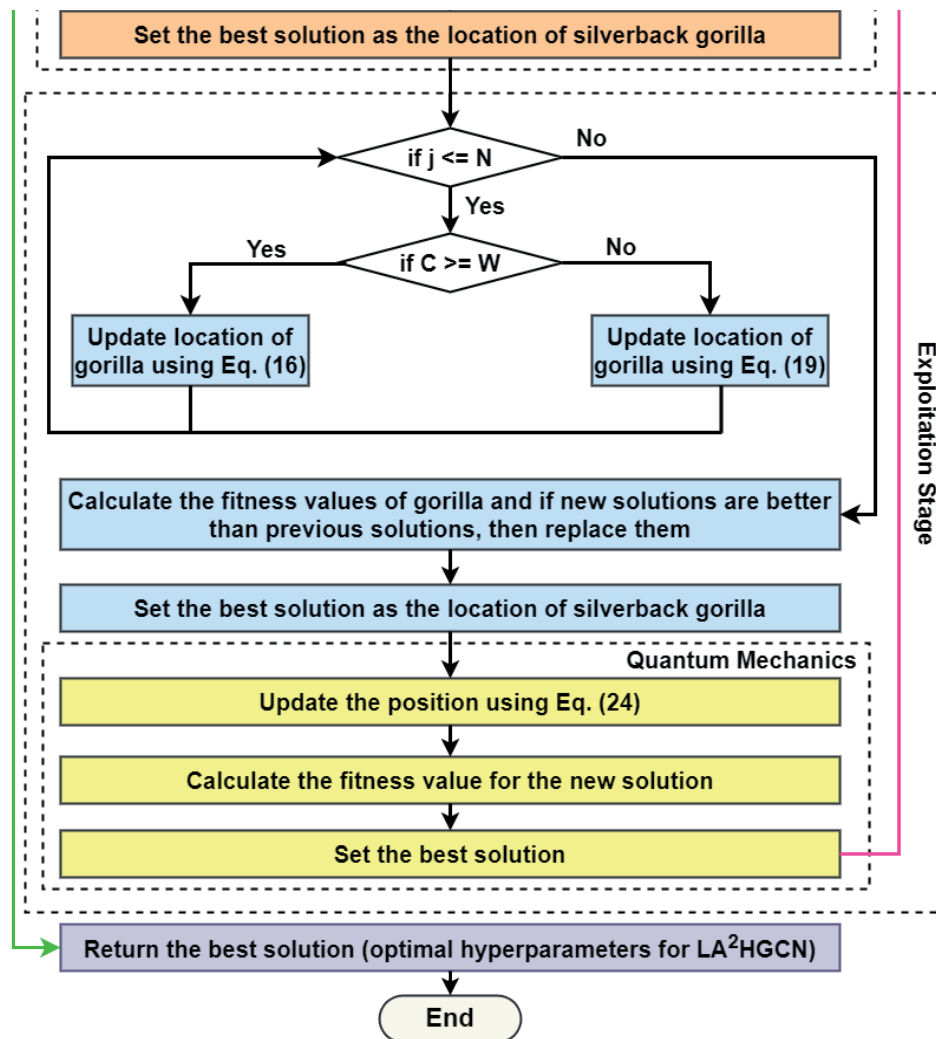 Set the best solution as the location of silverback gorilla
if j <= N
No
Yes
if C >= W
Yes
No
Update location of
gorilla using Eq. (16)
Update location of
gorilla using Eq. (19)
Exploitation Stage
Calculate the fitness values of gorilla and if new solutions are better
than previous solutions, then replace them
Set the best solution as the location of silverback gorilla
Quantum Mechanics
Update the position using Eq. (24)
Calculate the fitness value for the new solution
Set the best solution
Return the best solution (optimal hyperparameters for LA²HGCN)
End